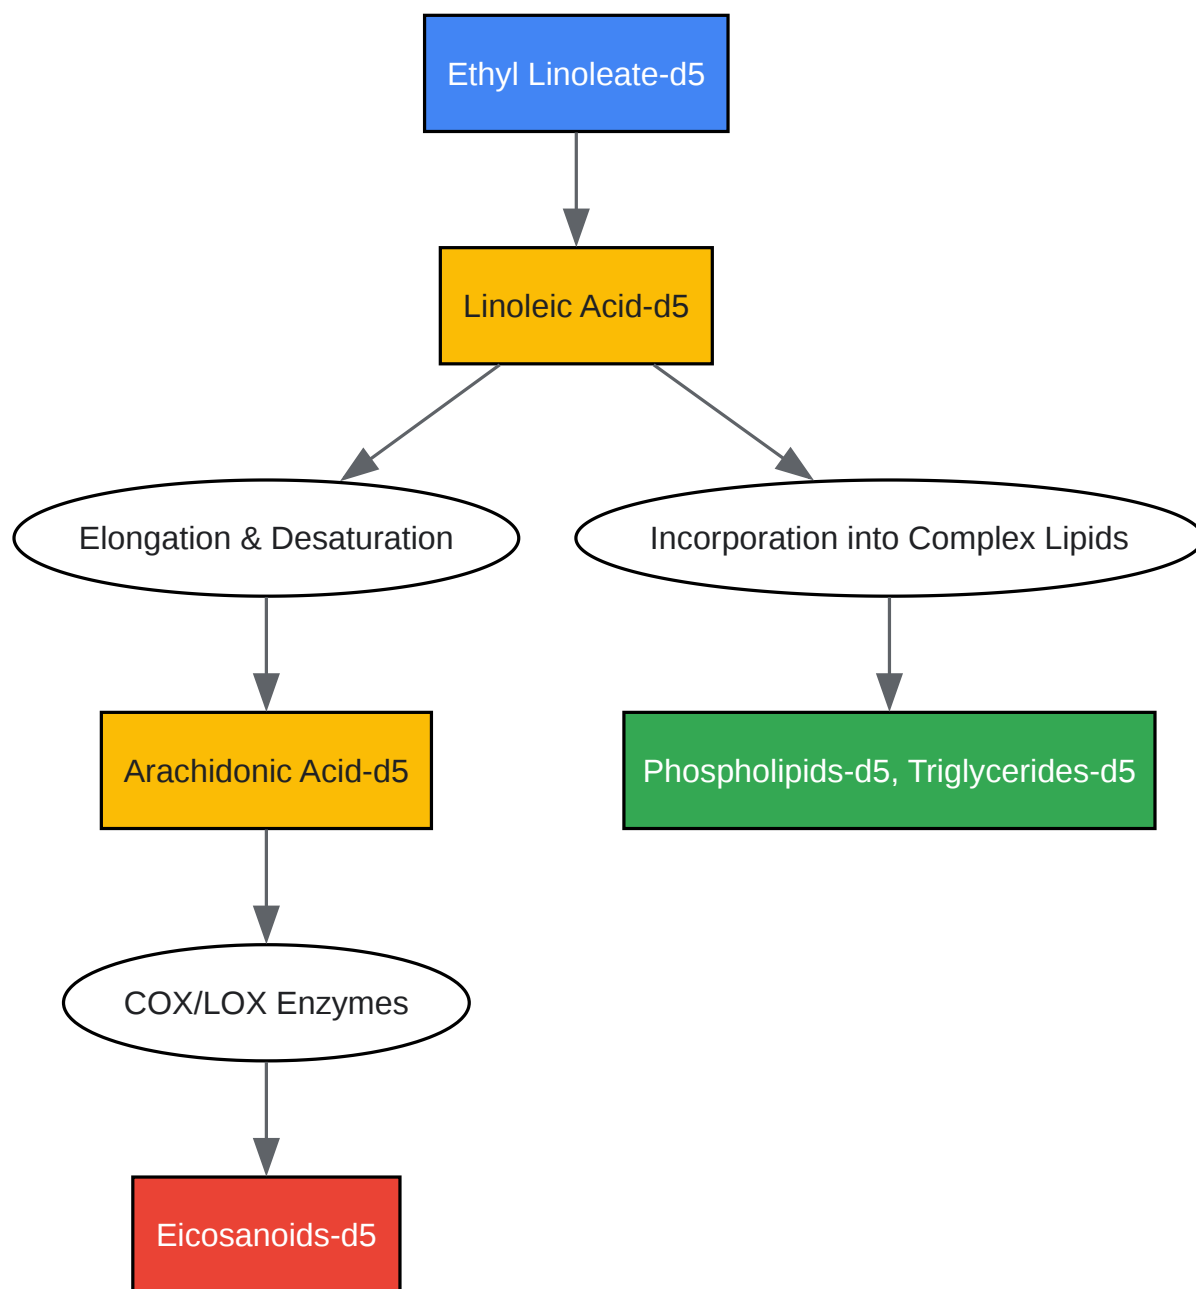 Ethyl Linoleate-d5
Linoleic Acid-d5
Elongation & Desaturation
Incorporation into Complex Lipids
Arachidonic Acid-d5
Phospholipids-d5, Triglycerides-d5
COX/LOX Enzymes
Eicosanoids-d5